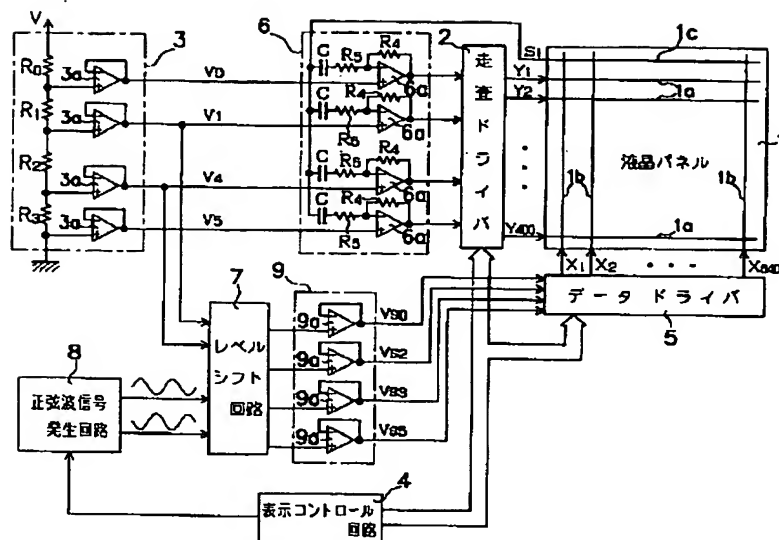 V
3
R0
3a
R1
3a
R2
3a
R3
3a
V0
V1
V4
V5
6
C
R5
R4
6a
C
R5
R4
6a
C
R6
R4
6a
C
R5
R4
6a
2
走査ドライバ
S1
Y1
Y2
Y400
1c
1a
1a
1b
1b
液晶パネル
X1
X2
X640
データ ドライバ
5
7
レベル
シフト
回路
9
9a
9a
9a
9a
VS0
VS2
VS3
VS5
8
正弦波信号
発生回路
4
表示コントロール
回路